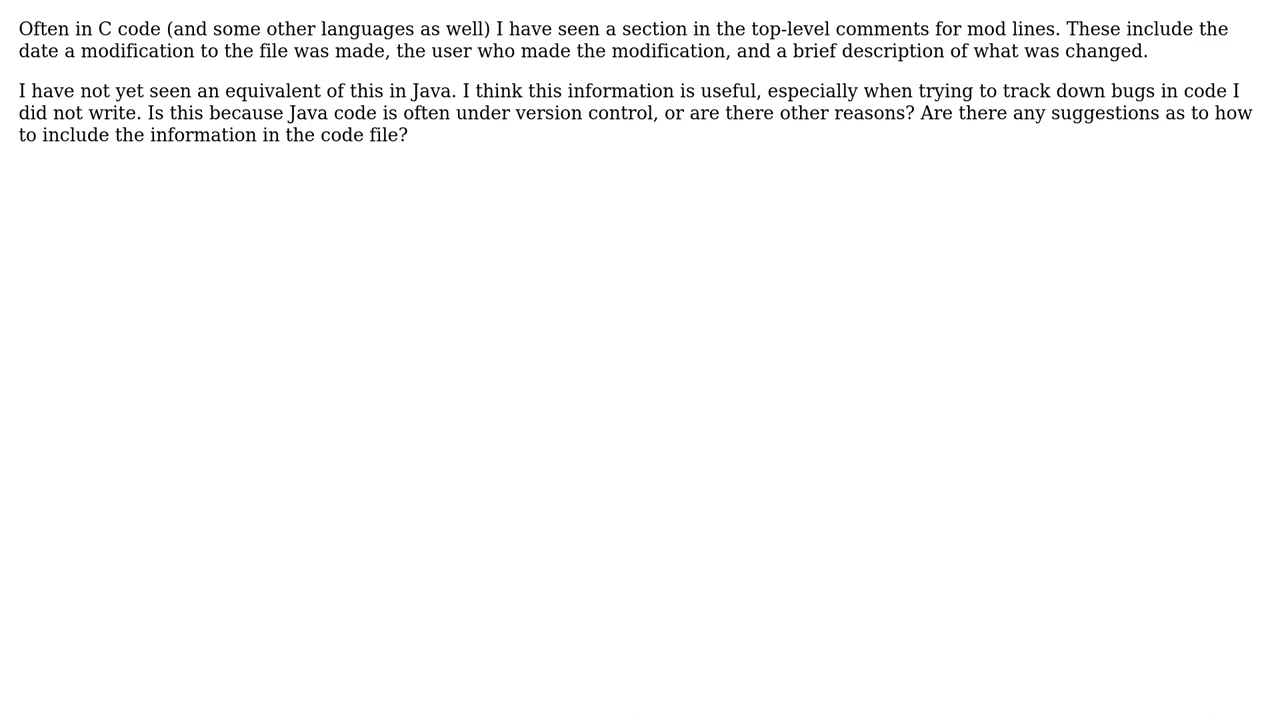 Often in C code (and some other languages as well) I have seen a section in the top-level comments for mod lines. These include the
date a modification to the file was made, the user who made the modification, and a brief description of what was changed.
I have not yet seen an equivalent of this in Java. I think this information is useful, especially when trying to track down bugs in code I
did not write. Is this because Java code is often under version control, or are there other reasons? Are there any suggestions as to how
to include the information in the code file?